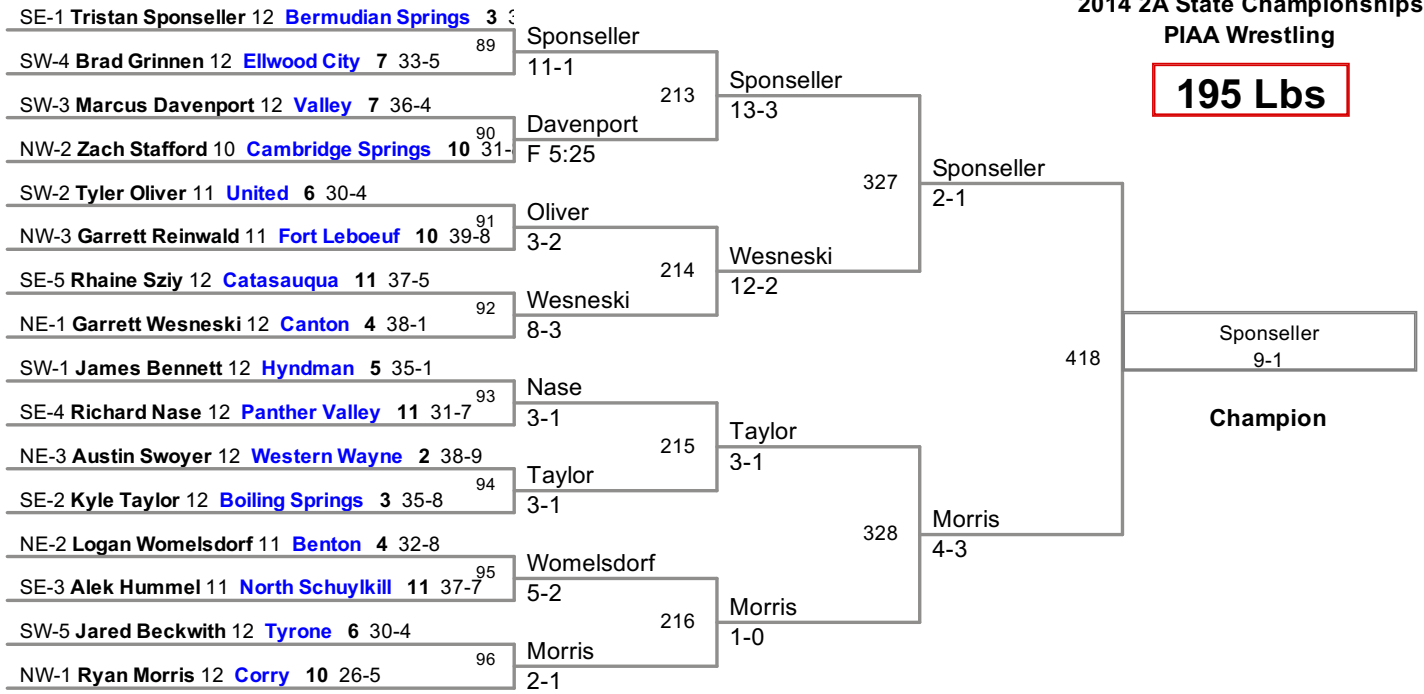 2014 2A State Championships
PIAA Wrestling
195 Lbs
SE-1 Tristan Sponseller 12 Bermudian Springs 3
89
SW-4 Brad Grinnen 12 Ellwood City 7 33-5
Sponseller
11-1
SW-3 Marcus Davenport 12 Valley 7 36-4
90
NW-2 Zach Stafford 10 Cambridge Springs 10 31-
Davenport
F 5:25
213
Sponseller
13-3
SW-2 Tyler Oliver 11 United 6 30-4
91
NW-3 Garrett Reinwald 11 Fort Leboeuf 10 39-8
Oliver
3-2
SE-5 Rhaine Sziy 12 Catasauqua 11 37-5
92
NE-1 Garrett Wesneski 12 Canton 4 38-1
Wesneski
8-3
214
Wesneski
12-2
327
Sponseller
2-1
SW-1 James Bennett 12 Hyndman 5 35-1
93
SE-4 Richard Nase 12 Panther Valley 11 31-7
Nase
3-1
NE-3 Austin Swoyer 12 Western Wayne 2 38-9
94
SE-2 Kyle Taylor 12 Boiling Springs 3 35-8
Taylor
3-1
215
Taylor
3-1
NE-2 Logan Womelsdorf 11 Benton 4 32-8
95
SE-3 Alek Hummel 11 North Schuylkill 11 37-7
Womelsdorf
5-2
SW-5 Jared Beckwith 12 Tyrone 6 30-4
96
NW-1 Ryan Morris 12 Corry 10 26-5
Morris
2-1
216
Morris
1-0
328
Morris
4-3
418
Sponseller
9-1
Champion